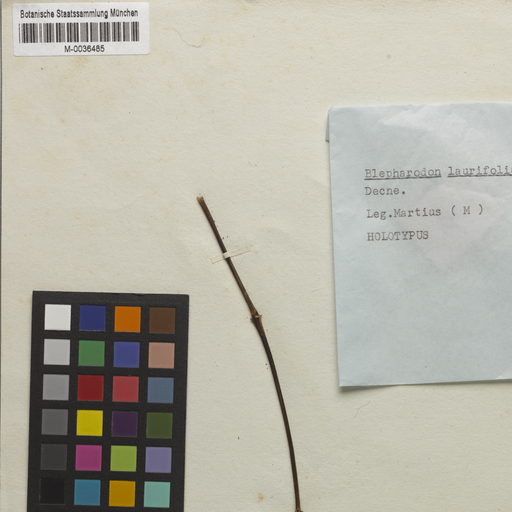 Botanische Staatssammlung München
M-0036485
Blepharodon laurifoli
Decne.
Leg.Martius ( M )
HOLOTYPUS